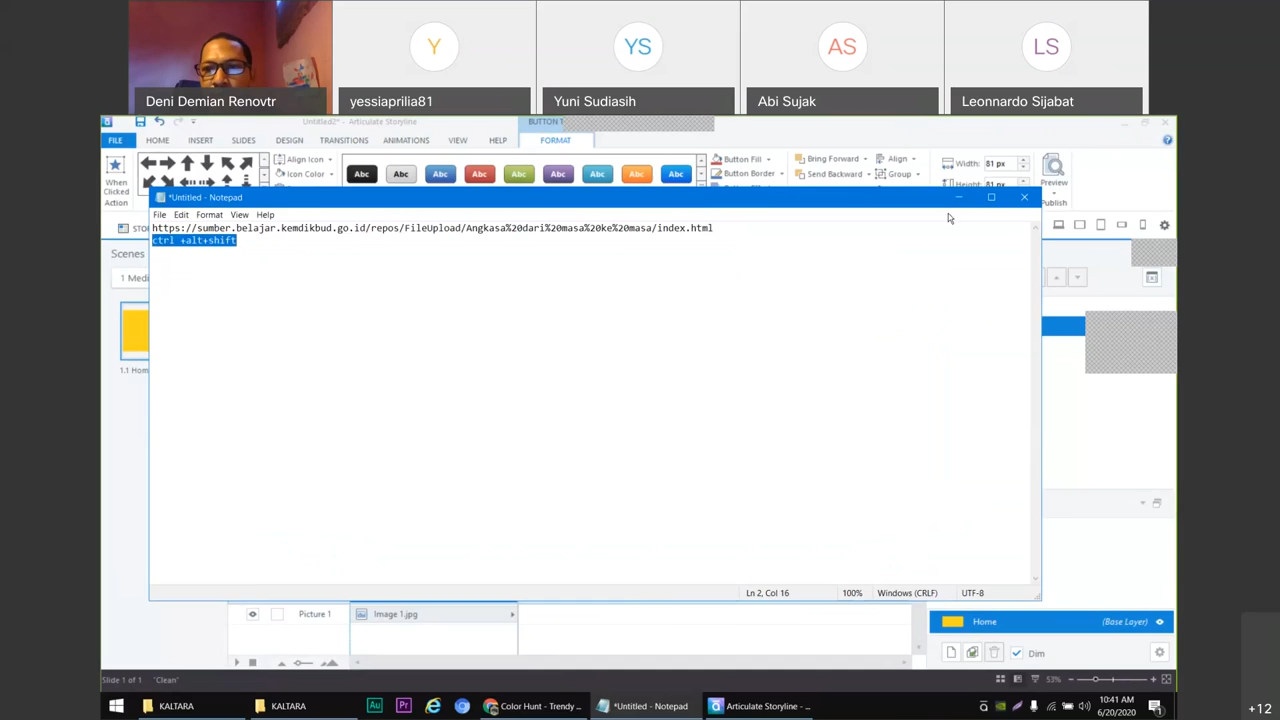 Y
YS
AS
LS
Deni Demian Renovtr
yessiaprilia81
Yuni Sudiasih
Abi Sujak
Leonnardo Sijabat
Untitled2* - Articulate Storyline
BUTTON
FILE
HOME
INSERT
SLIDES
DESIGN
TRANSITIONS
ANIMATIONS
VIEW
HELP
FORMAT
When Clicked Action
Align Icon
Icon Color
Abc Abc Abc Abc Abc Abc Abc Abc Abc
Button Fill
Button Border
Bring Forward
Send Backward
Align
Group
Width: 81 px
Height: 81 px
Preview
Publish
*Untitled - Notepad
File Edit Format View Help
https://sumber.belajar.kemdikbud.go.id/repos/FileUpload/Angkasa%20dari%20masa%20ke%20masa/index.html
ctrl +alt+shift
Scenes
1 Medi
1.1 Hom
Ln 2, Col 16
100%
Windows (CRLF)
UTF-8
Picture 1
Image 1.jpg
Home
(Base Layer)
Dim
Slide 1 of 1
"Clean"
53%
KALTARA
KALTARA
Au
Pr
Color Hunt - Trendy ...
*Untitled - Notepad
Articulate Storyline - ...
10:41 AM
6/20/2020
+12